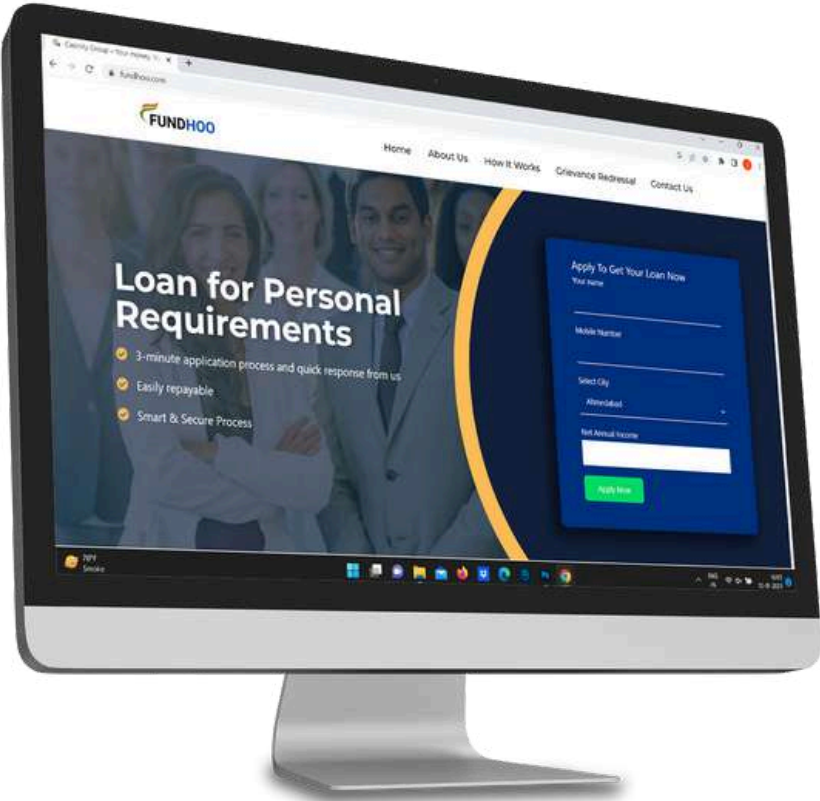 fundhoo.com
FUNDHOO
Home About Us How It Works Grievance Redressal Contact Us
Loan for Personal
Requirements
3-minute application process and quick response from us
Easily repayable
Smart & Secure Process
Apply To Get Your Loan Now
Your Name
Mobile Number
Select City
Ahmedabad
Net Annual Income
Apply Now
Smoke